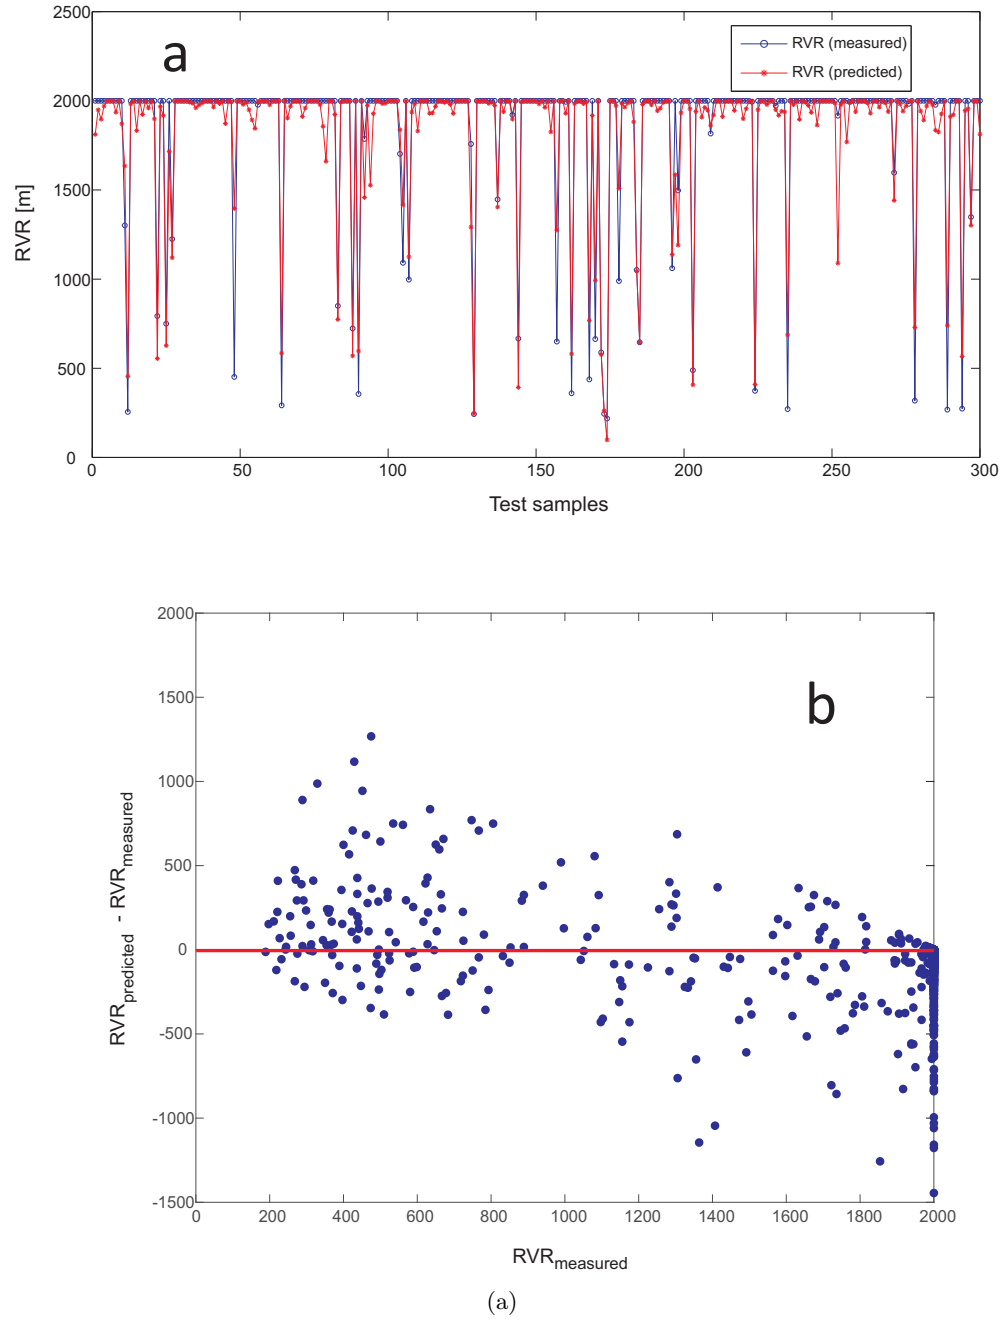 2500
a
RVR (measured)
RVR (predicted)
2000
1500
RVR [m]
1000
500
0
0 50 100 150 200 250 300
Test samples
2000
b
1500
1000
500
0
-500
-1000
-1500
RVRpredicted - RVRmeasured
0 200 400 600 800 1000 1200 1400 1600 1800 2000
RVRmeasured
(a)